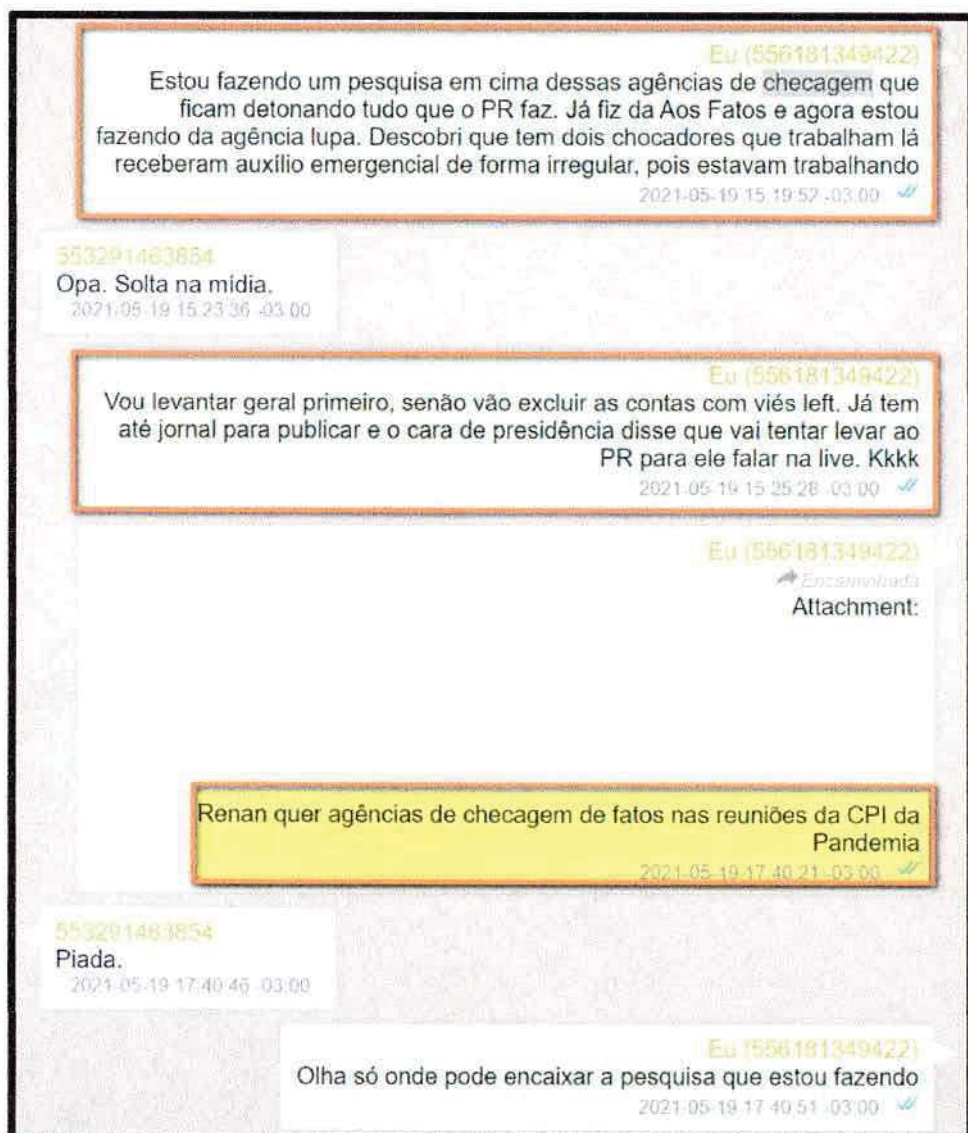 Eu (556181349422)
Estou fazendo um pesquisa em cima dessas agências de checagem que
ficam detonando tudo que o PR faz. Já fiz da Aos Fatos e agora estou
fazendo da agência lupa. Descobri que tem dois chocadores que trabalham lá
receberam auxilio emergencial de forma irregular, pois estavam trabalhando
2021-05-19 15:19:52 -03:00
553291463854
Opa. Solta na mídia.
2021-05-19 15:23:36 -03:00
Eu (556181349422)
Vou levantar geral primeiro, senão vão excluir as contas com viés left. Já tem
até jornal para publicar e o cara de presidência disse que vai tentar levar ao
PR para ele falar na live. Kkkk
2021-05-19 15:25:28 -03:00
Eu (556181349422)
Encaminhada
Attachment:
Renan quer agências de checagem de fatos nas reuniões da CPI da
Pandemia
2021-05-19 17:40:21 -03:00
553291463854
Piada.
2021-05-19 17:40:46 -03:00
Eu (556181349422)
Olha só onde pode encaixar a pesquisa que estou fazendo
2021-05-19 17:40:51 -03:00